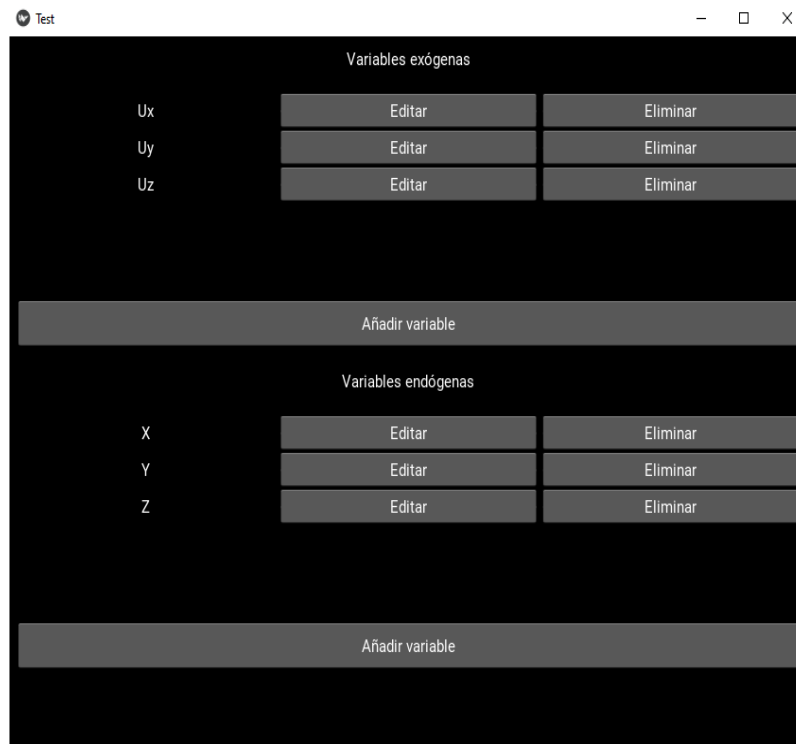 Test
Variables exógenas
Ux Editar Eliminar
Uy Editar Eliminar
Uz Editar Eliminar
Añadir variable
Variables endógenas
X Editar Eliminar
Y Editar Eliminar
Z Editar Eliminar
Añadir variable